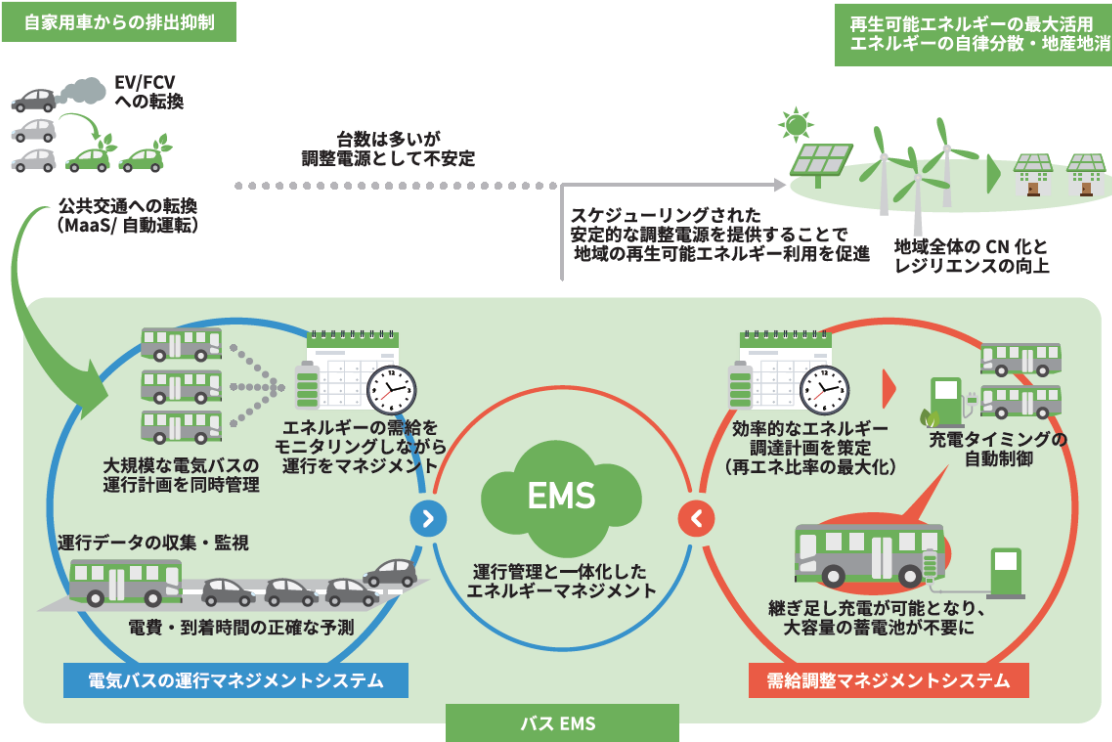 自家用車からの排出抑制
再生可能エネルギーの最大活用
エネルギーの自律分散・地産地消
EV/FCV
への転換
台数は多いが
調整電源として不安定
公共交通への転換
（MaaS/ 自動運転）
スケジューリングされた
安定的な調整電源を提供することで
地域の再生可能エネルギー利用を促進
地域全体の CN 化と
レジリエンスの向上
エネルギーの需給を
モニタリングしながら
運行をマネジメント
大規模な電気バスの
運行計画を同時管理
運行データの収集・監視
電費・到着時間の正確な予測
電気バスの運行マネジメントシステム
EMS
運行管理と一体化した
エネルギーマネジメント
12
12
効率的なエネルギー
調達計画を策定
（再エネ比率の最大化）
充電タイミングの
自動制御
継ぎ足し充電が可能となり、
大容量の蓄電池が不要に
需給調整マネジメントシステム
バス EMS